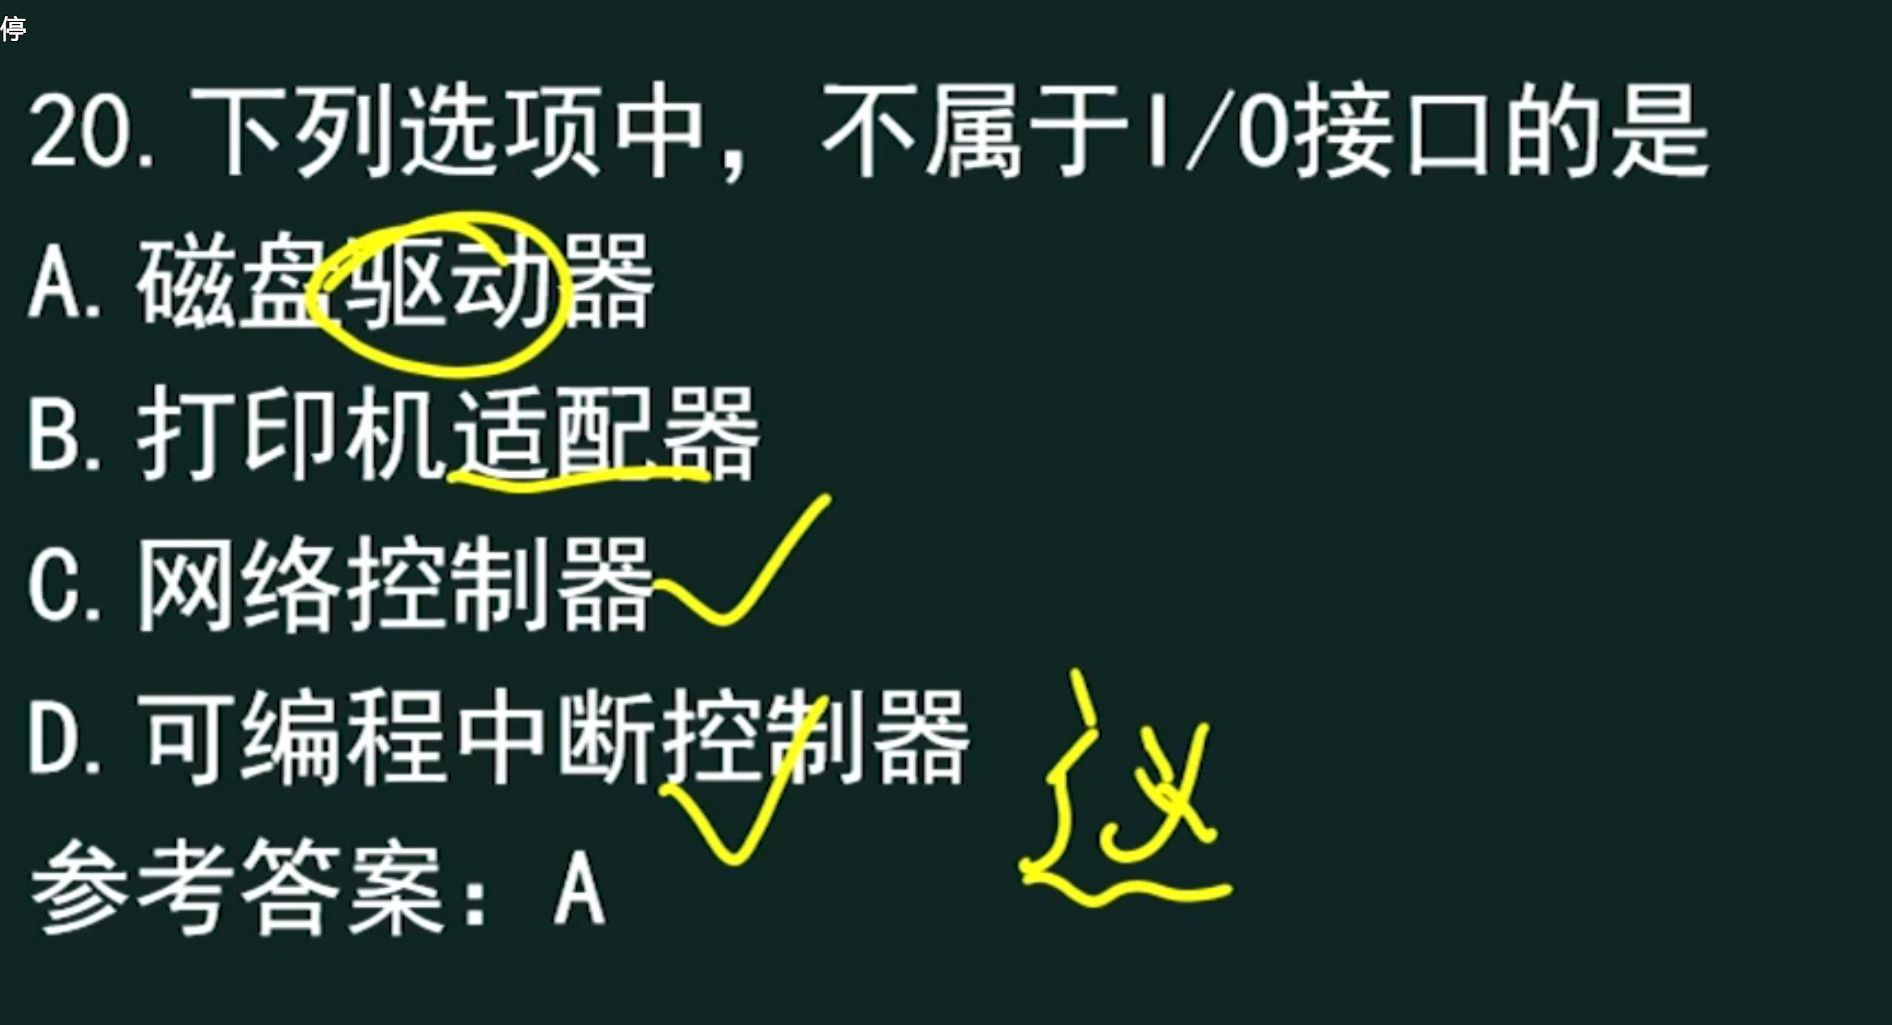 停
20.下列选项中，不属于I/O接口的是
A.磁盘驱动器
B.打印机适配器
C.网络控制器
D.可编程中断控制器
参考答案：A